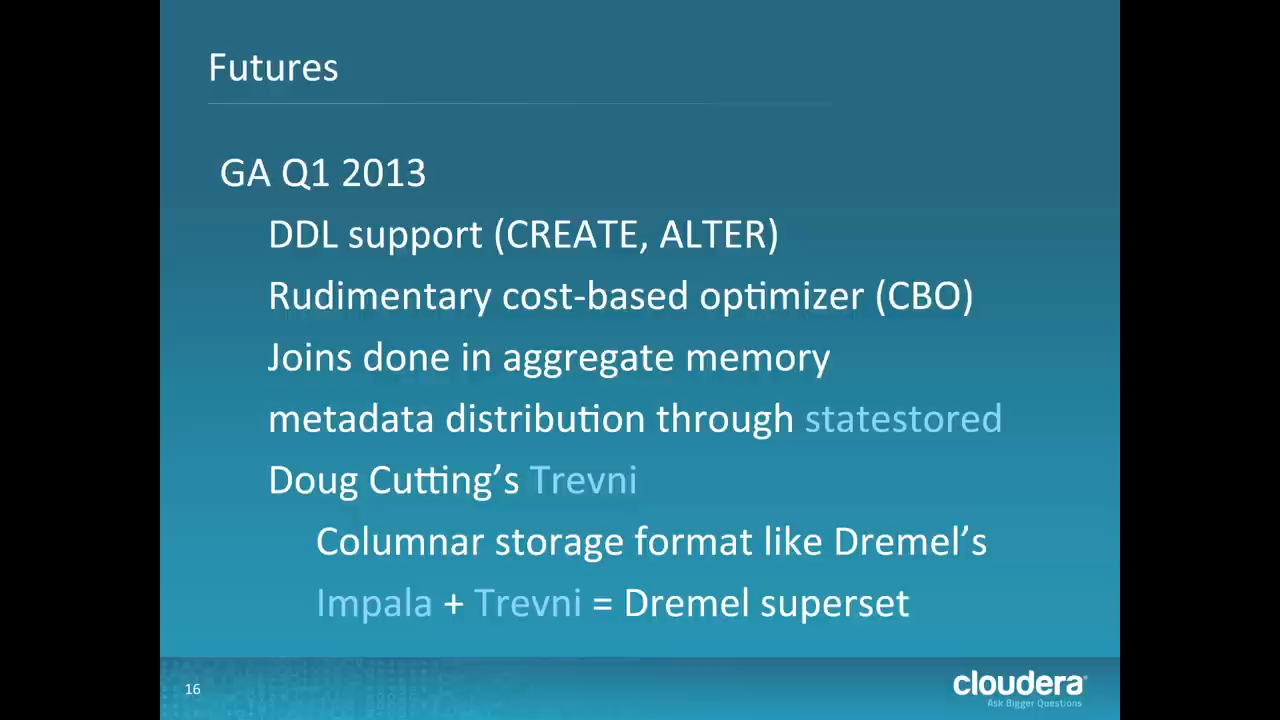 Futures
GA Q1 2013
DDL support (CREATE, ALTER)
Rudimentary cost-based optimizer (CBO)
Joins done in aggregate memory
metadata distribution through statestored
Doug Cutting’s Trevni
Columnar storage format like Dremel’s
Impala + Trevni = Dremel superset
16
cloudera
Ask Bigger Questions